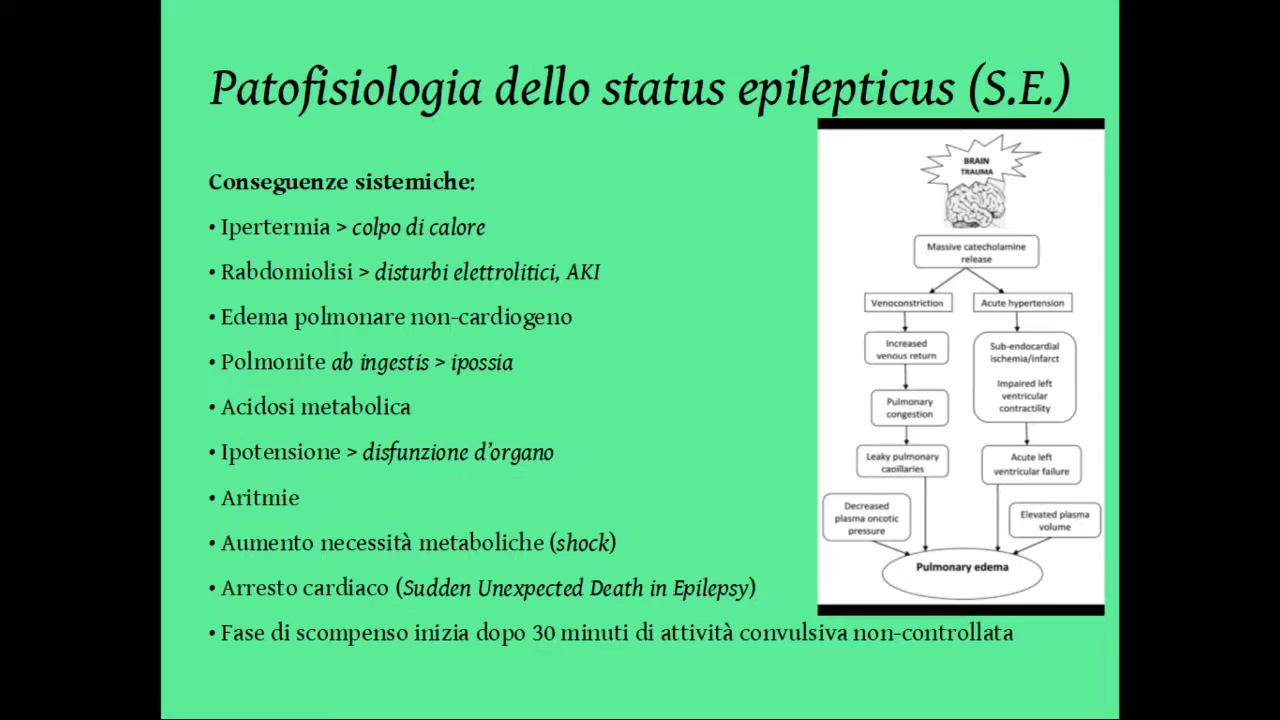 Patofisiologia dello status epilepticus (S.E.)
Conseguenze sistemiche:
• Ipertermia > colpo di calore
• Rabdomiolisi > disturbi elettrolitici, AKI
• Edema polmonare non-cardiogeno
• Polmonite ab ingestis > ipossia
• Acidosi metabolica
• Ipotensione > disfunzione d'organo
• Aritmie
• Aumento necessità metaboliche (shock)
• Arresto cardiaco (Sudden Unexpected Death in Epilepsy)
• Fase di scompenso inizia dopo 30 minuti di attività convulsiva non-controllata
BRAIN
TRAUMA
Massive catecholamine
release
Venoconstriction
Acute hypertension
Increased
venous return
Sub-endocardial
ischemia/infarct
Impaired left
ventricular
contractility
Pulmonary
congestion
Leaky pulmonary
capillaries
Acute left
ventricular failure
Decreased
plasma oncotic
pressure
Elevated plasma
volume
Pulmonary edema